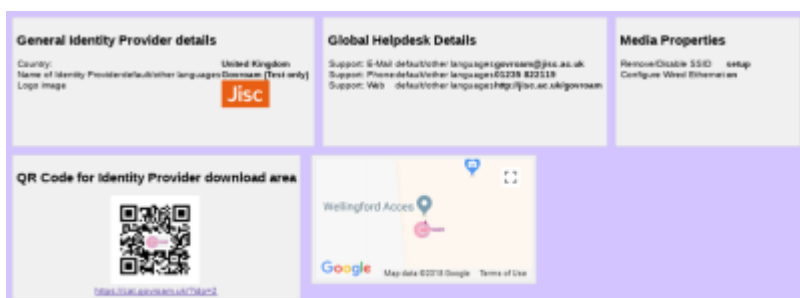 General Identity Provider details
Country: United Kingdom
Name of Identity Provider default/other languages Govroam (Test only)
Logo image
Jisc
Global Helpdesk Details
Support: E-Mail default/other languages govroam@jisc.ac.uk
Support: Phone default/other languages 01235 822119
Support: Web default/other languages http://jisc.ac.uk/govroam
Media Properties
Remove/Disable SSID setup
Configure Wired Ethernet on
QR Code for Identity Provider download area
Wellingford Acces
Google
Map data ©2018 Google
Terms of Use